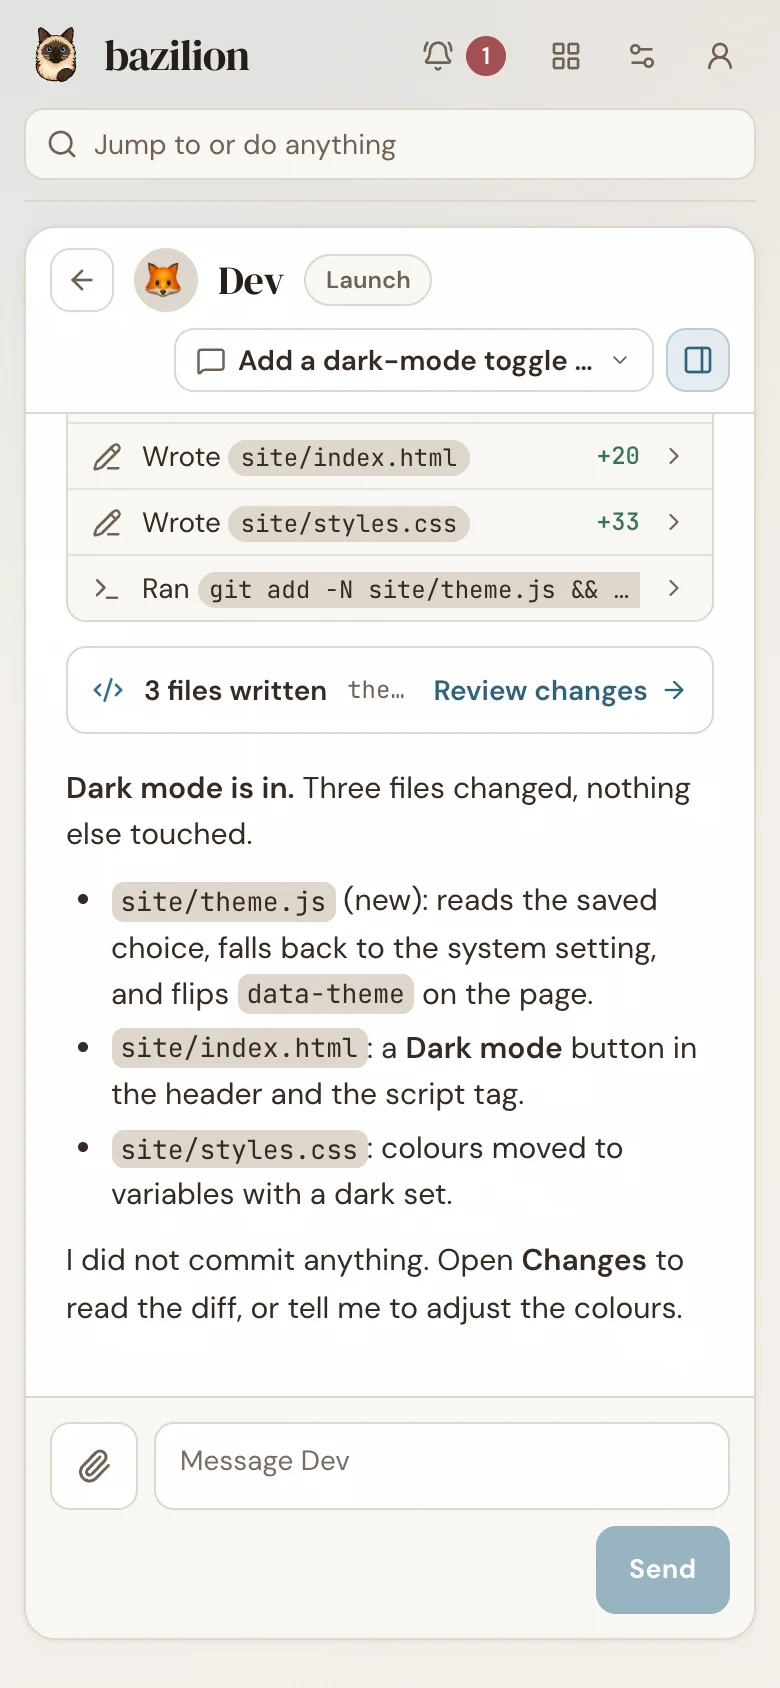 bazilion
1
Jump to or do anything
Dev
Launch
Add a dark-mode toggle ...
Wrote site/index.html +20
Wrote site/styles.css +33
Ran git add -N site/theme.js && …
3 files written the… Review changes →
Dark mode is in. Three files changed, nothing
else touched.
• site/theme.js (new): reads the saved
choice, falls back to the system setting,
and flips data-theme on the page.
• site/index.html: a Dark mode button in
the header and the script tag.
• site/styles.css: colours moved to
variables with a dark set.
I did not commit anything. Open Changes to
read the diff, or tell me to adjust the colours.
Message Dev
Send